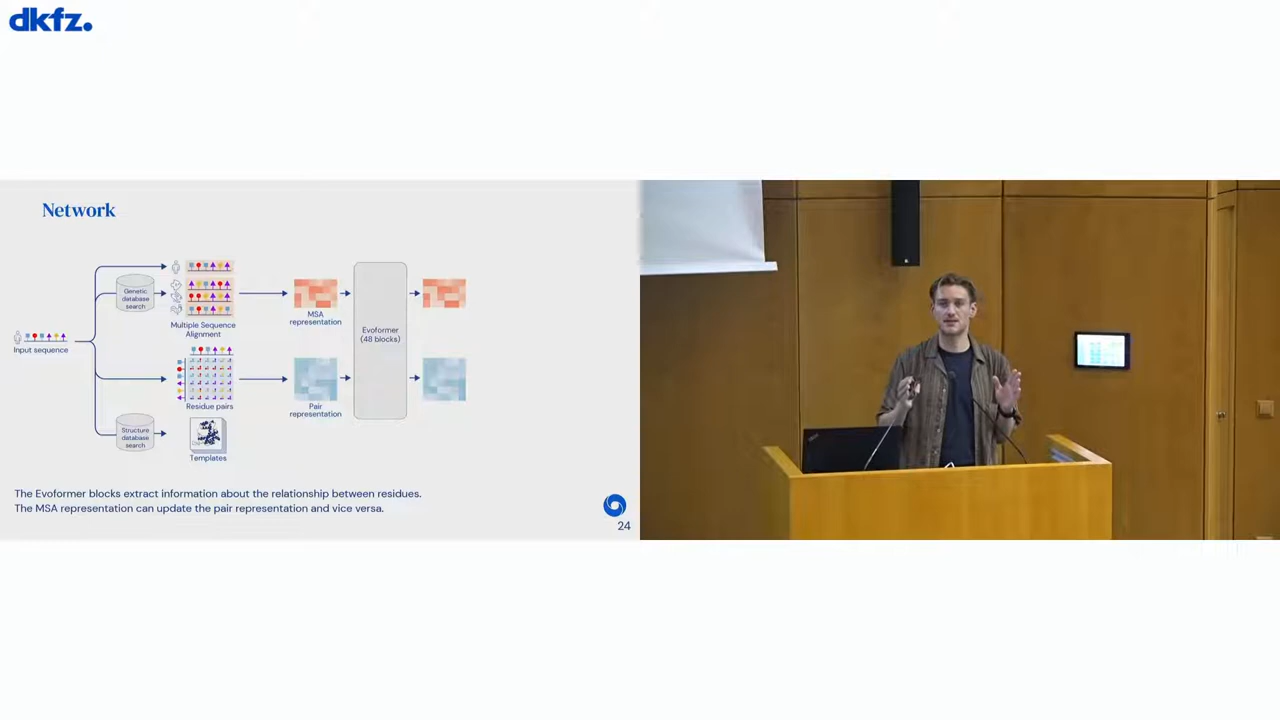 dkfz.
Network
Genetic
database
search
Multiple Sequence
Alignment
MSA
representation
Evoformer
(48 blocks)
Input sequence
Residue pairs
Pair
representation
Structure
database
search
Templates
The Evoformer blocks extract information about the relationship between residues.
The MSA representation can update the pair representation and vice versa.
24